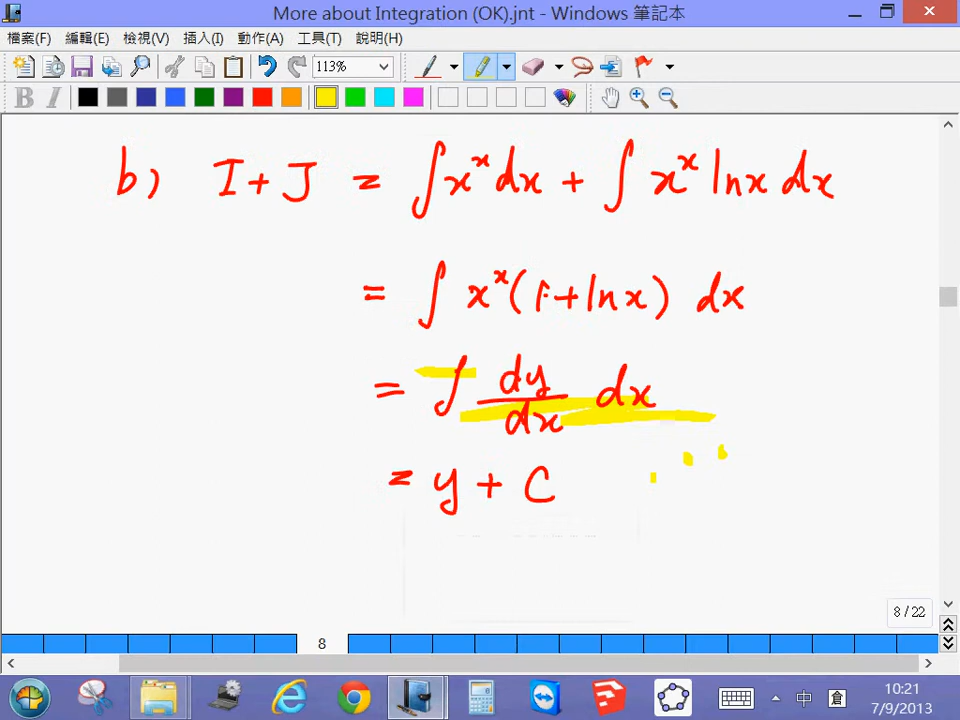 More about Integration (OK).jnt - Windows 筆記本
檔案(F) 編輯(E) 檢視(V) 插入(I) 動作(A) 工具(T) 說明(H)
113%
B I
b) I + J = ∫x^x dx + ∫ x^x ln x dx
= ∫ x^x (1 + ln x) dx
= ∫ dy/dx dx
= y + C
8 / 22
8
中 倉 10:21
7/9/2013